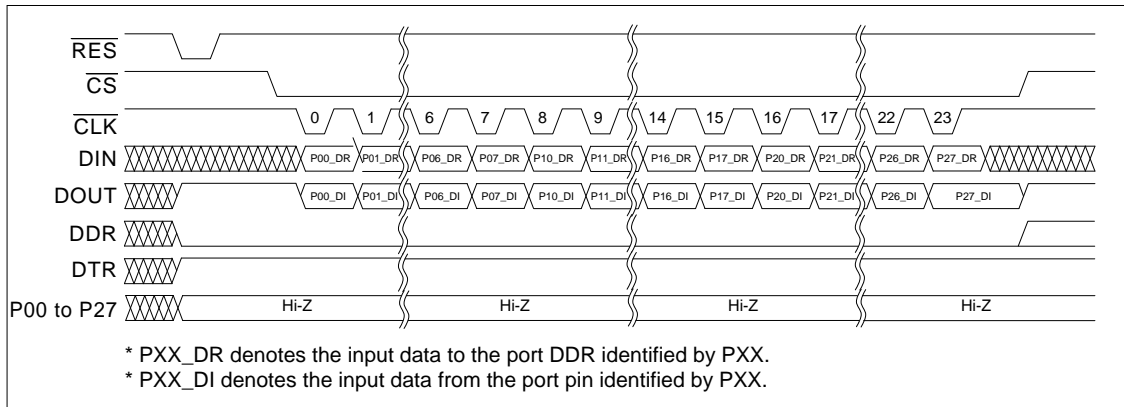 RES
CS
CLK 0 1 6 7 8 9 14 15 16 17 22 23
DIN P00_DR P01_DR P06_DR P07_DR P10_DR P11_DR P16_DR P17_DR P20_DR P21_DR P26_DR P27_DR
DOUT P00_DI P01_DI P06_DI P07_DI P10_DI P11_DI P16_DI P17_DI P20_DI P21_DI P26_DI P27_DI
DDR
DTR
P00 to P27 Hi-Z Hi-Z Hi-Z Hi-Z
* PXX_DR denotes the input data to the port DDR identified by PXX.
* PXX_DI denotes the input data from the port pin identified by PXX.